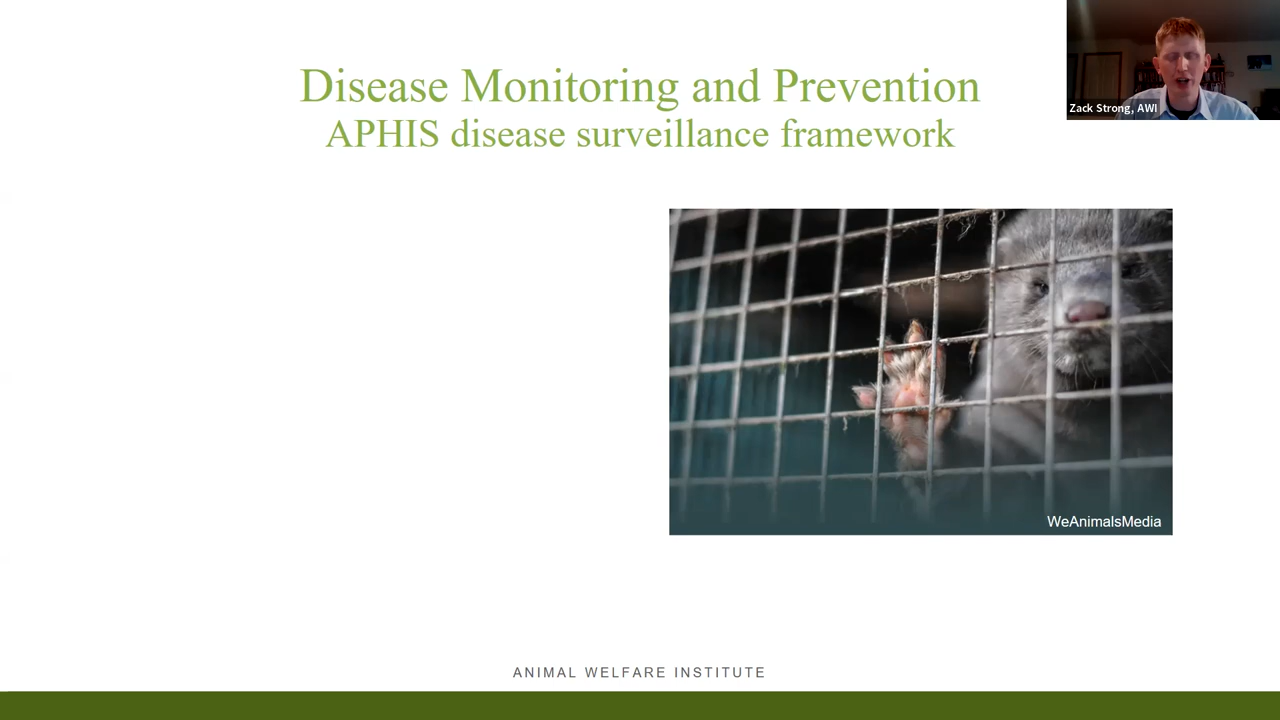 Disease Monitoring and Prevention
APHIS disease surveillance framework
Zack Strong, AWI
WeAnimalsMedia
ANIMAL WELFARE INSTITUTE